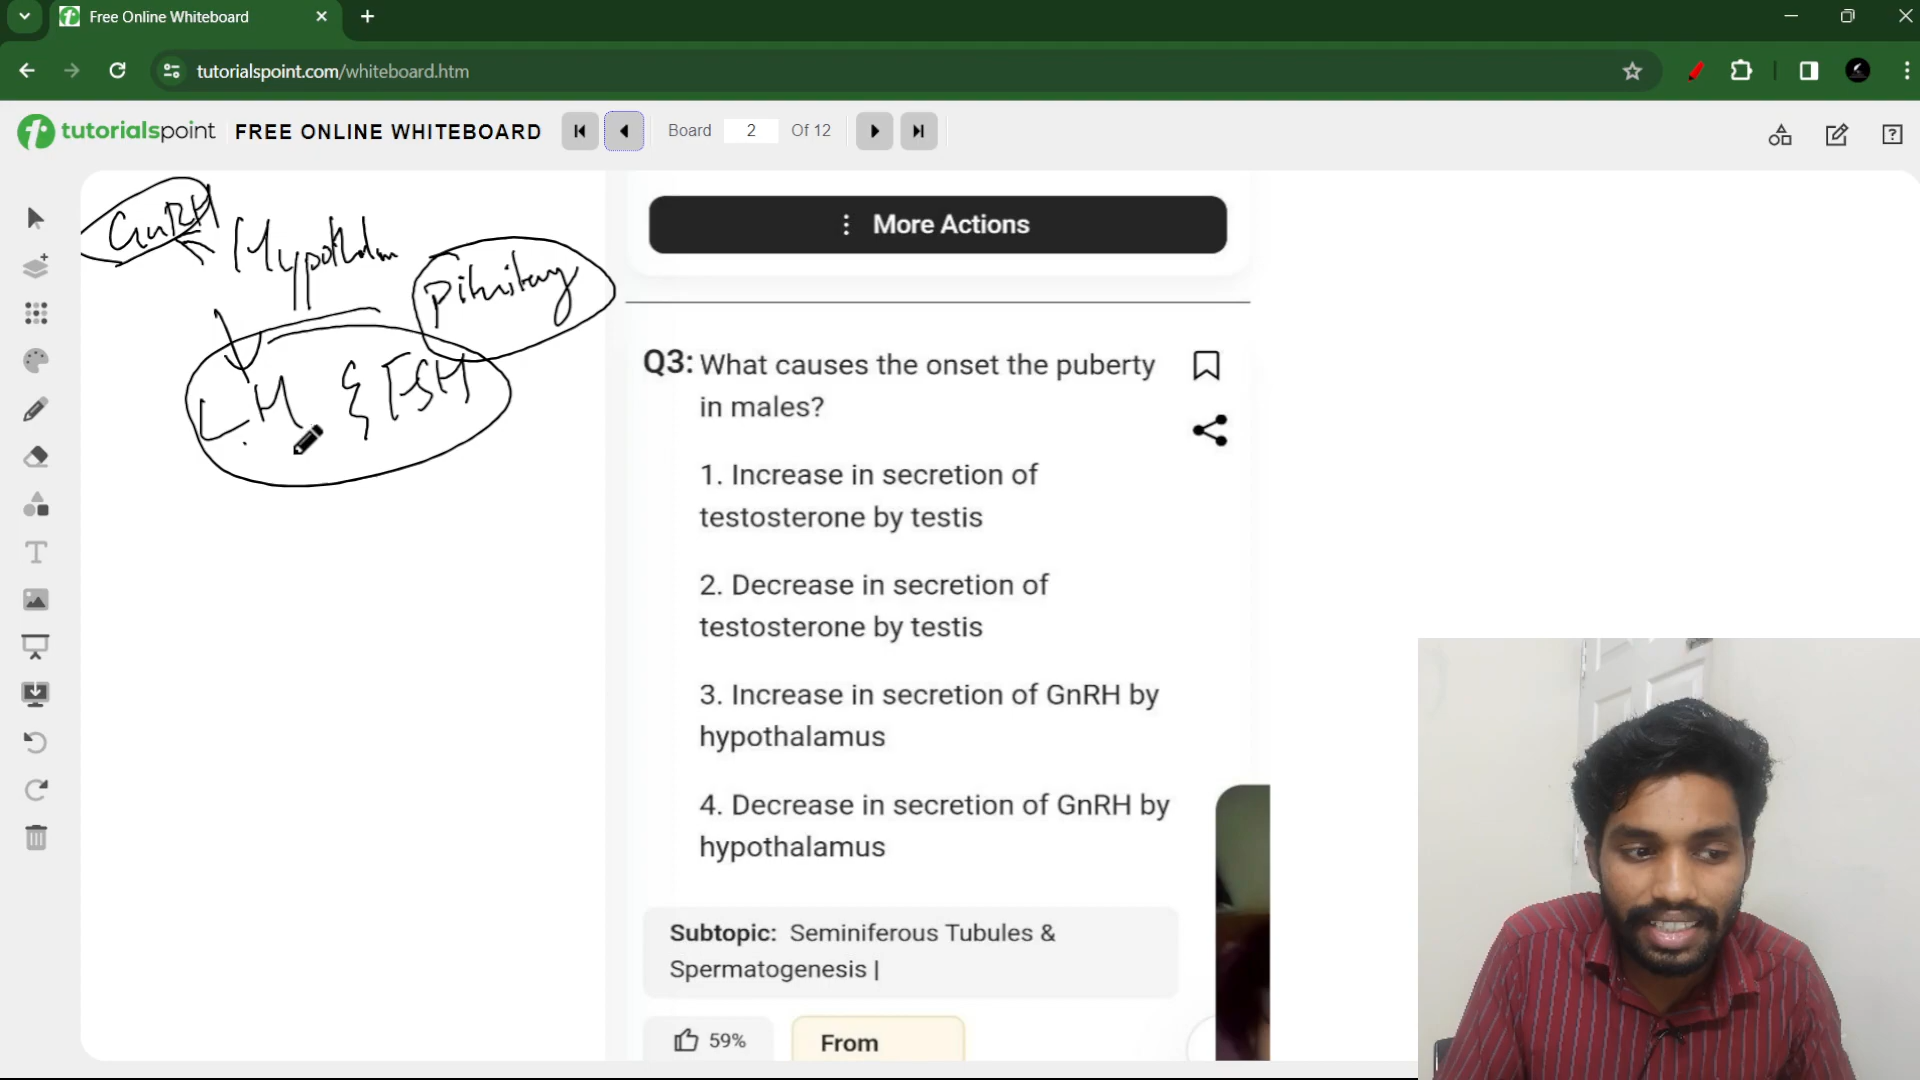 Free Online Whiteboard
tutorialspoint.com/whiteboard.htm
tutorialspoint FREE ONLINE WHITEBOARD Board 2 Of 12
GnRH
Hypothalam
Pituitary
LH & FSH
More Actions
Q3: What causes the onset the puberty
in males?
1. Increase in secretion of
testosterone by testis
2. Decrease in secretion of
testosterone by testis
3. Increase in secretion of GnRH by
hypothalamus
4. Decrease in secretion of GnRH by
hypothalamus
Subtopic: Seminiferous Tubules &
Spermatogenesis |
59% From